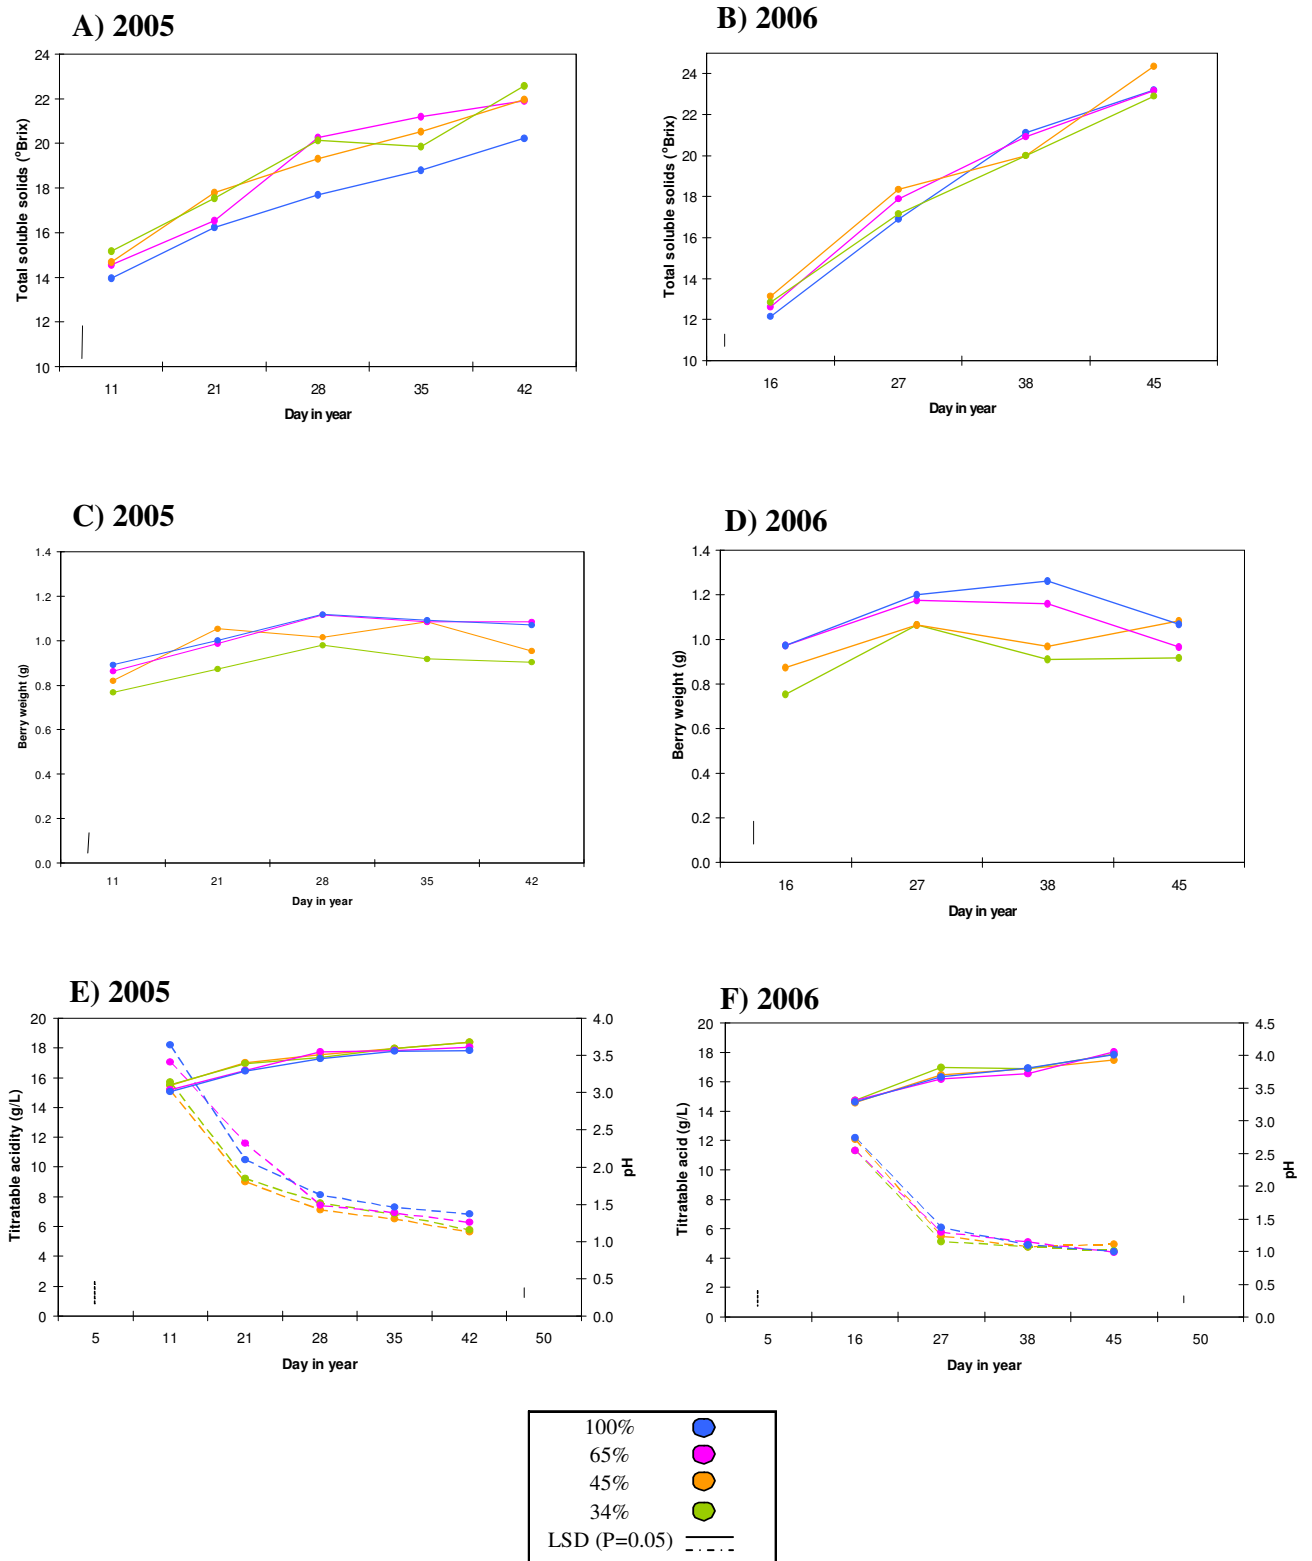 A) 2005
24
22
20
18
16
14
12
10
Total soluble solids (°Brix)
11 21 28 35 42
Day in year
B) 2006
24
22
20
18
16
14
12
10
Total soluble solids (°Brix)
16 27 38 45
Day in year
C) 2005
1.4
1.2
1.0
0.8
0.6
0.4
0.2
0.0
Berry weight (g)
11 21 28 35 42
Day in year
D) 2006
1.4
1.2
1.0
0.8
0.6
0.4
0.2
0.0
Berry weight (g)
16 27 38 45
Day in year
E) 2005
20
18
16
14
12
10
8
6
4
2
0
Titratable acidity (g/L)
4.0
3.5
3.0
2.5
2.0
1.5
1.0
0.5
0.0
pH
5 11 21 28 35 42 50
Day in year
F) 2006
20
18
16
14
12
10
8
6
4
2
0
Titratable acid (g/L)
4.5
4.0
3.5
3.0
2.5
2.0
1.5
1.0
0.5
0.0
pH
5 16 27 38 45 50
Day in year
100%
65%
45%
34%
LSD (P=0.05)